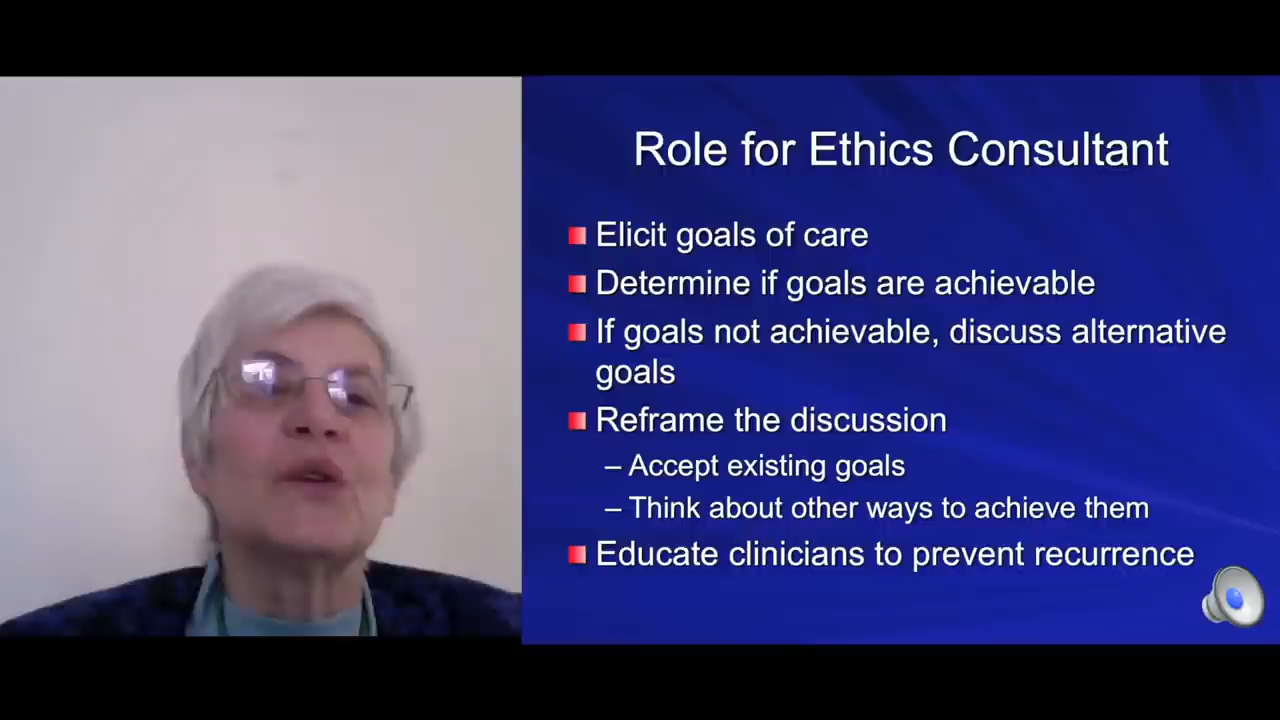 Role for Ethics Consultant
Elicit goals of care
Determine if goals are achievable
If goals not achievable, discuss alternative
goals
Reframe the discussion
– Accept existing goals
– Think about other ways to achieve them
Educate clinicians to prevent recurrence